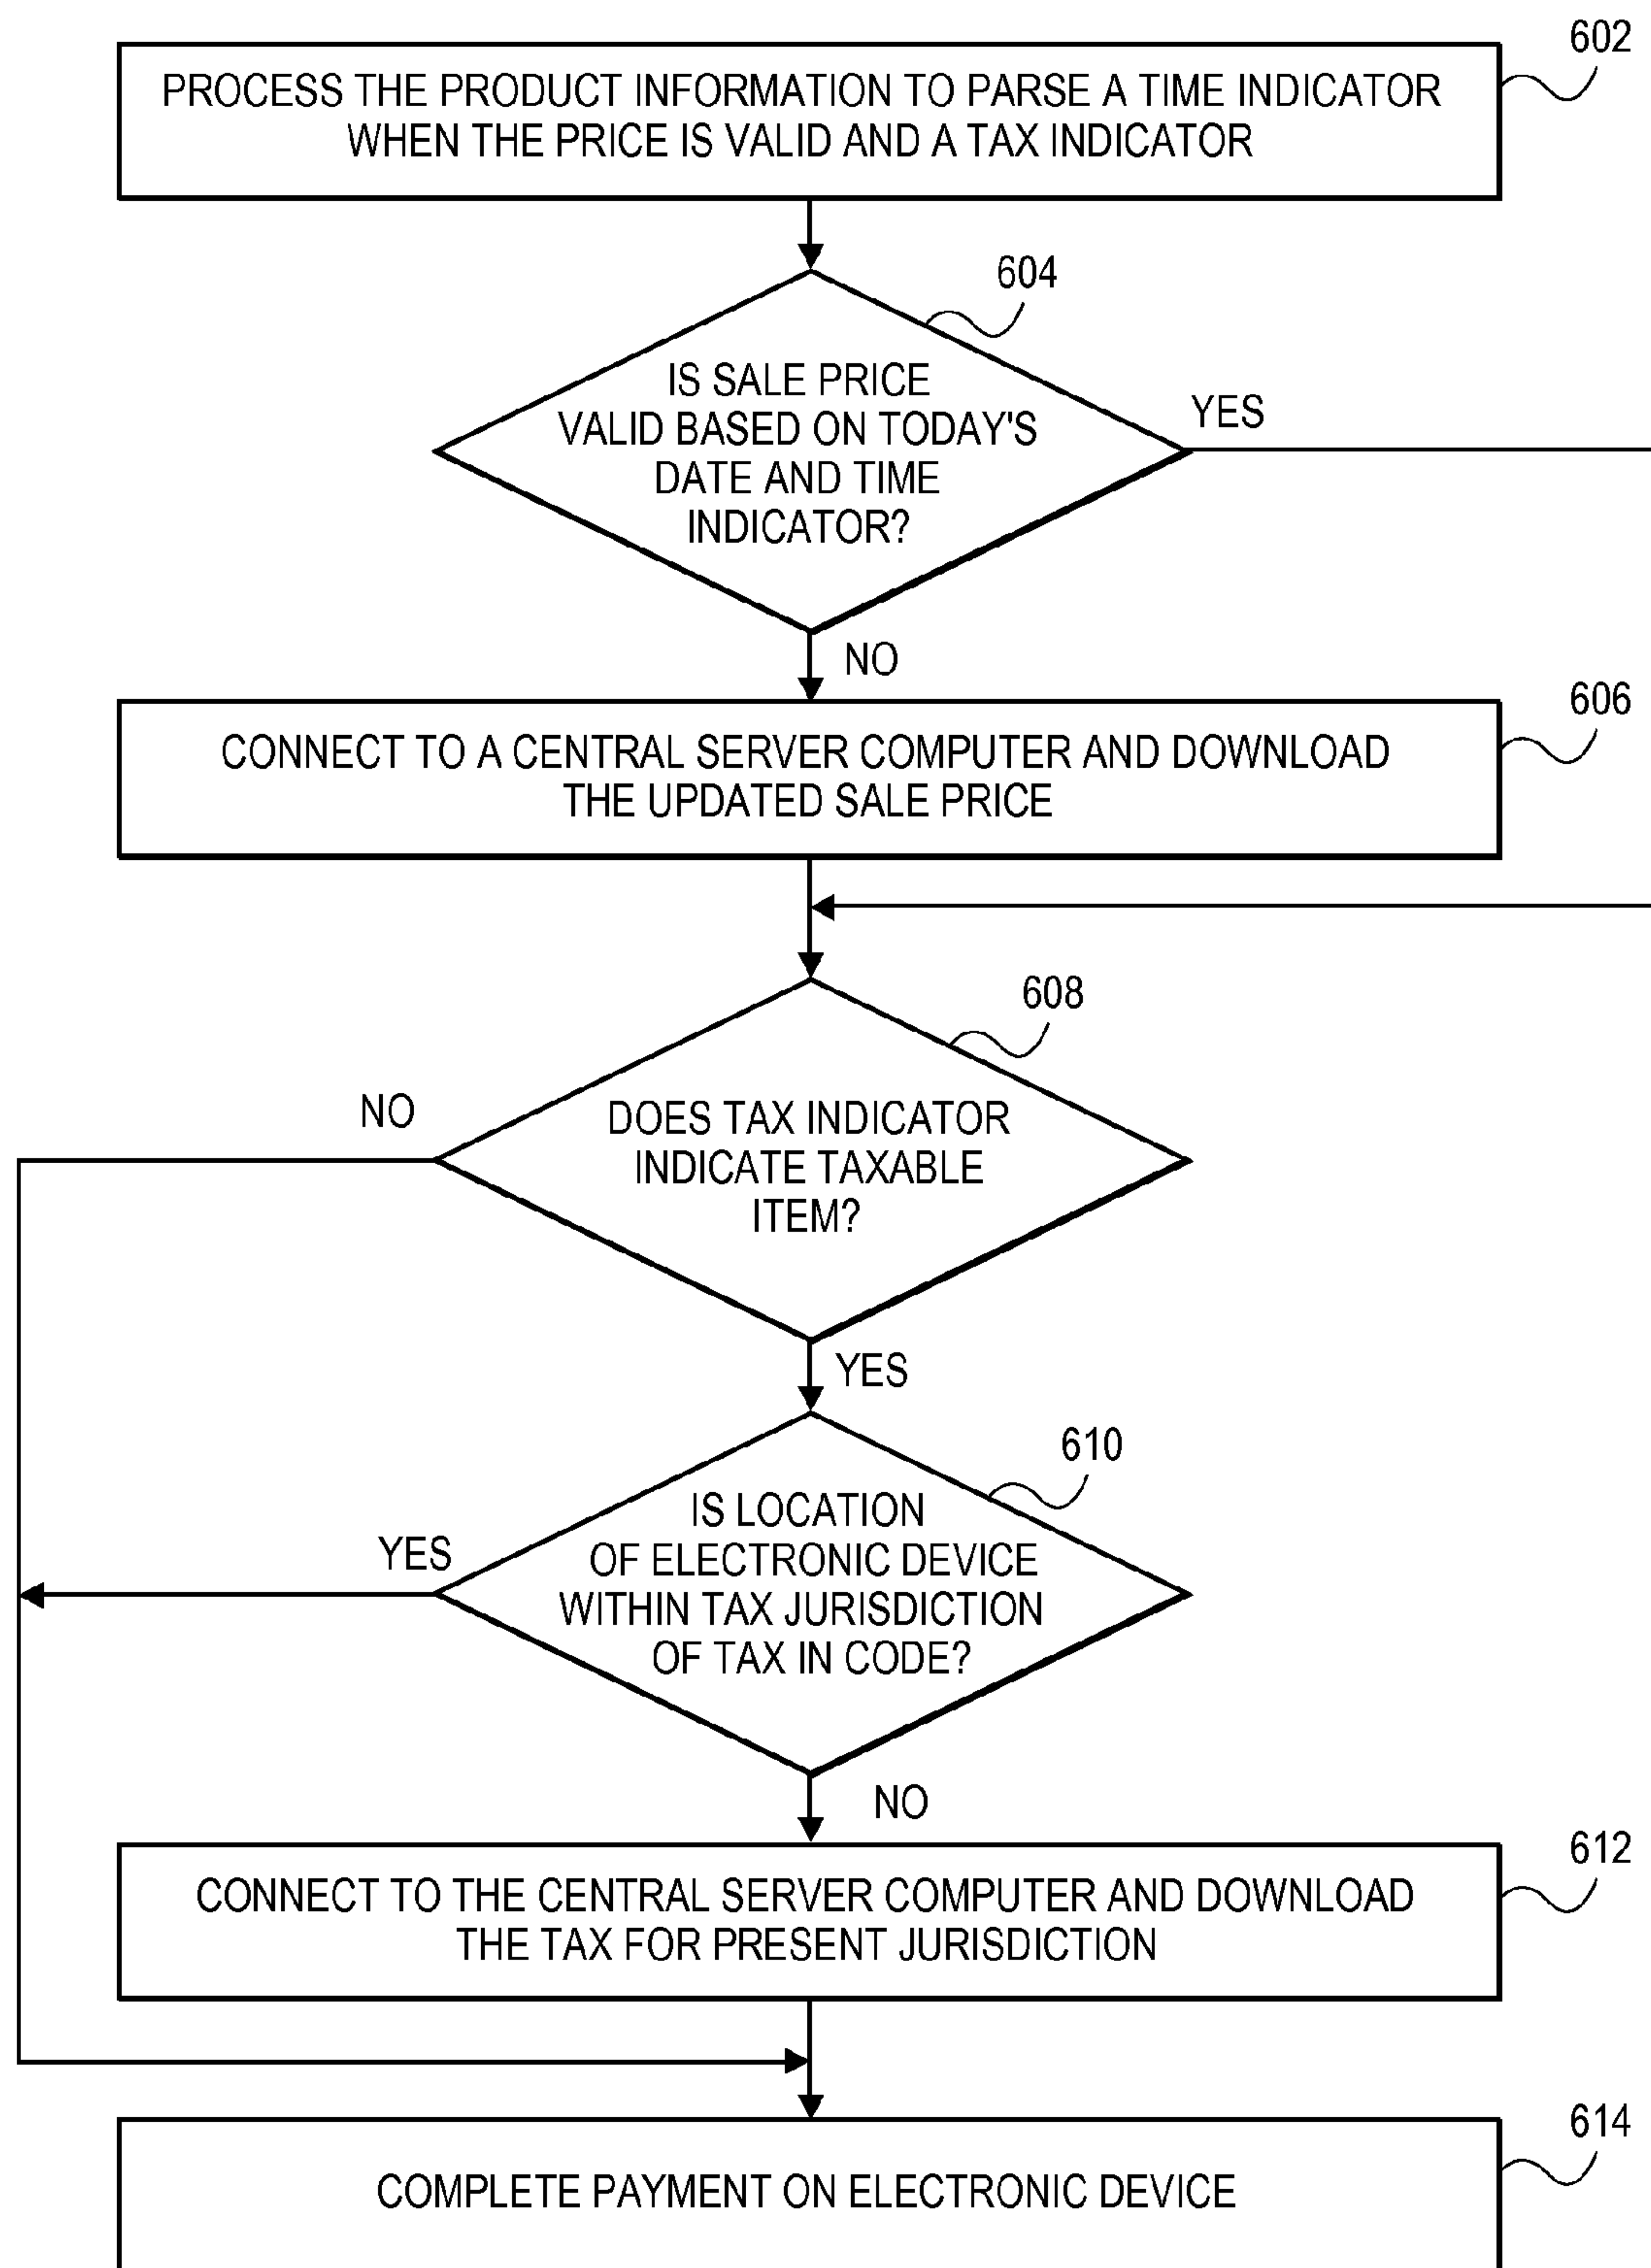 602
PROCESS THE PRODUCT INFORMATION TO PARSE A TIME INDICATOR
WHEN THE PRICE IS VALID AND A TAX INDICATOR
604
IS SALE PRICE
VALID BASED ON TODAY'S
DATE AND TIME
INDICATOR?
YES
NO
606
CONNECT TO A CENTRAL SERVER COMPUTER AND DOWNLOAD
THE UPDATED SALE PRICE
608
NO
DOES TAX INDICATOR
INDICATE TAXABLE
ITEM?
YES
610
YES
IS LOCATION
OF ELECTRONIC DEVICE
WITHIN TAX JURISDICTION
OF TAX IN CODE?
NO
612
CONNECT TO THE CENTRAL SERVER COMPUTER AND DOWNLOAD
THE TAX FOR PRESENT JURISDICTION
614
COMPLETE PAYMENT ON ELECTRONIC DEVICE